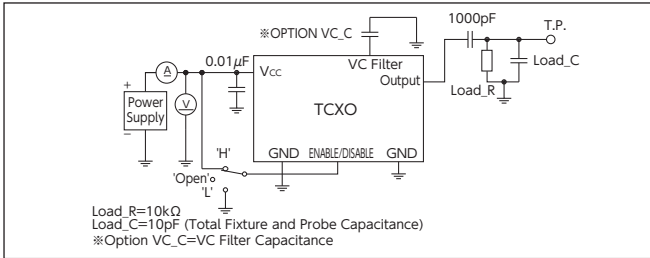 ※OPTION VC_C
1000pF
T.P.
0.01μF
A
VCC
VC Filter
Output
Load_C
Load_R
+
Power
Supply
−
V
TCXO
'H'
GND
ENABLE/DISABLE
GND
'Open'
'L'
Load_R=10kΩ
Load_C=10pF (Total Fixture and Probe Capacitance)
※Option VC_C=VC Filter Capacitance